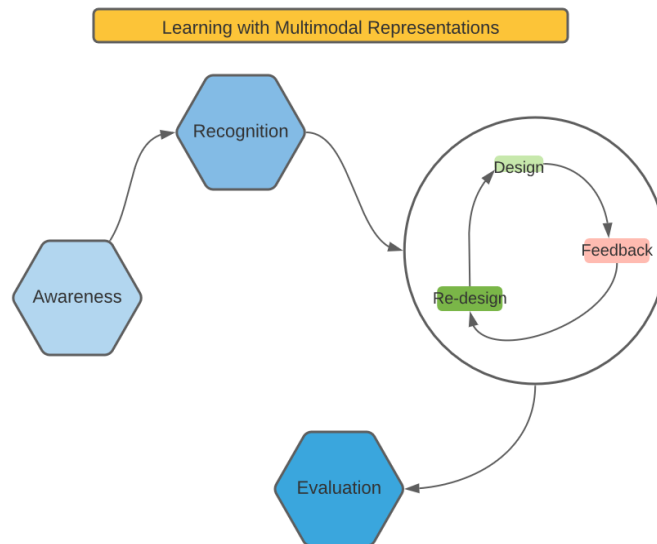 Learning with Multimodal Representations
Recognition
Design
Feedback
Awareness
Re-design
Evaluation